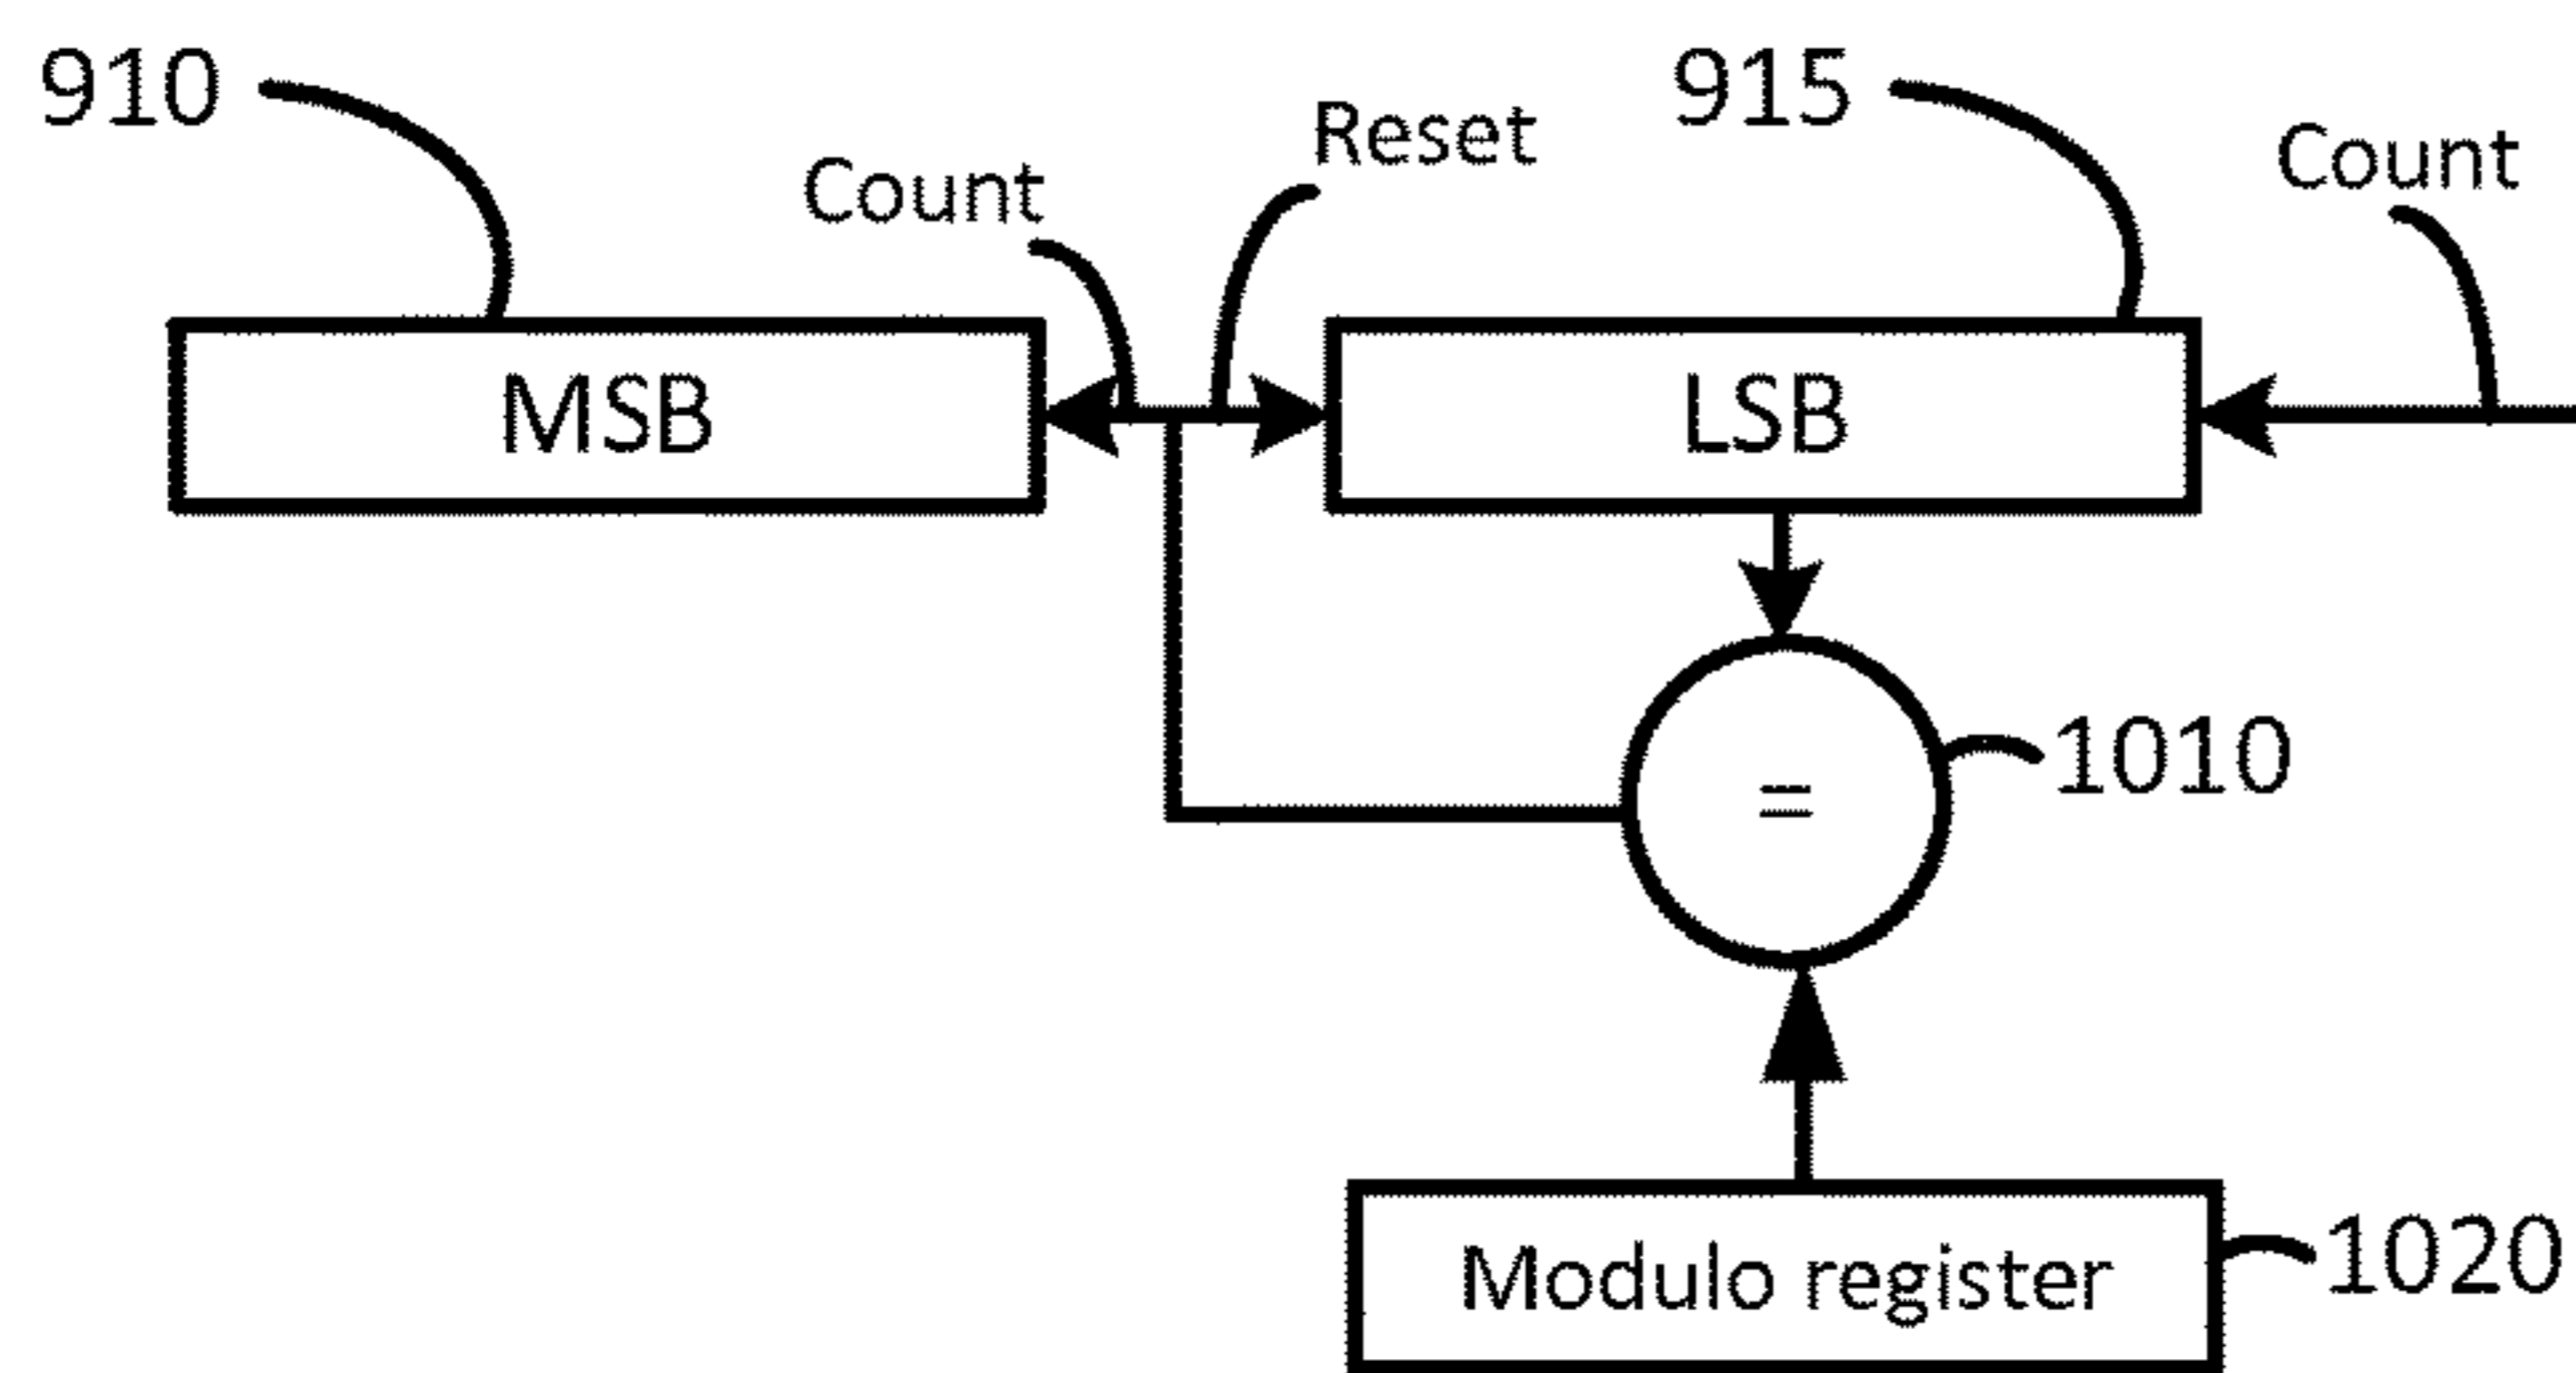 910
915
Reset
Count
Count
MSB
LSB
1010
=
1020
Modulo register